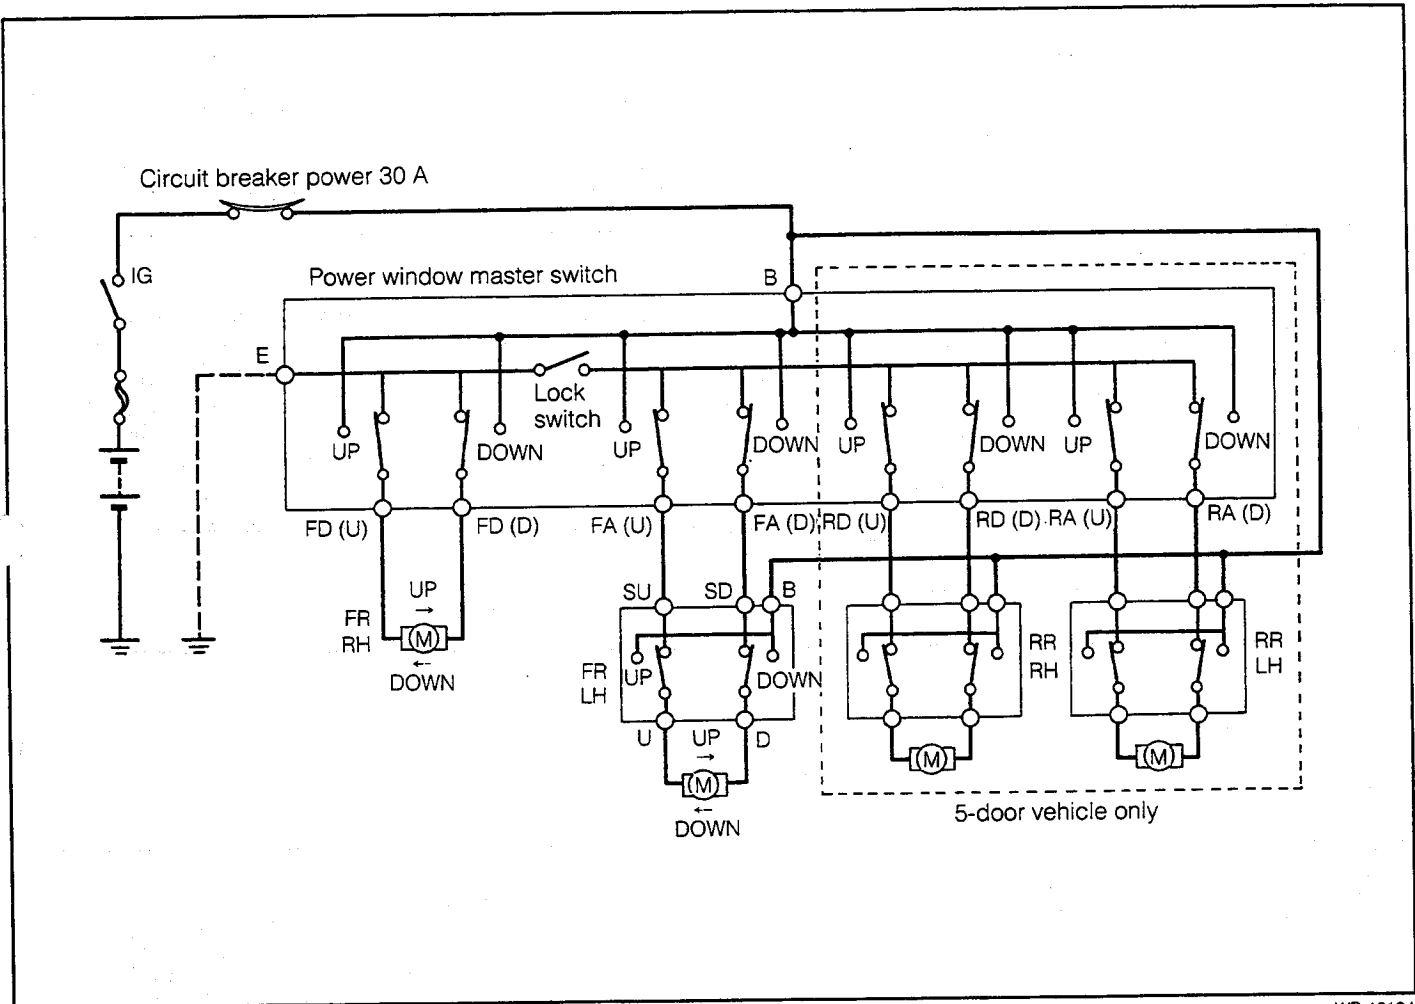 Circuit breaker power 30 A
IG
Power window master switch
B
E
Lock
switch
UP
DOWN
UP
DOWN
UP
DOWN
UP
DOWN
FD (U)
FD (D)
FA (U)
FA (D)
RD (U)
RD (D)
RA (U)
RA (D)
UP
→
FR
RH
M
←
DOWN
SU
SD
B
FR
LH
UP
DOWN
U
UP
→
D
M
←
DOWN
RR
RH
M
RR
LH
M
5-door vehicle only